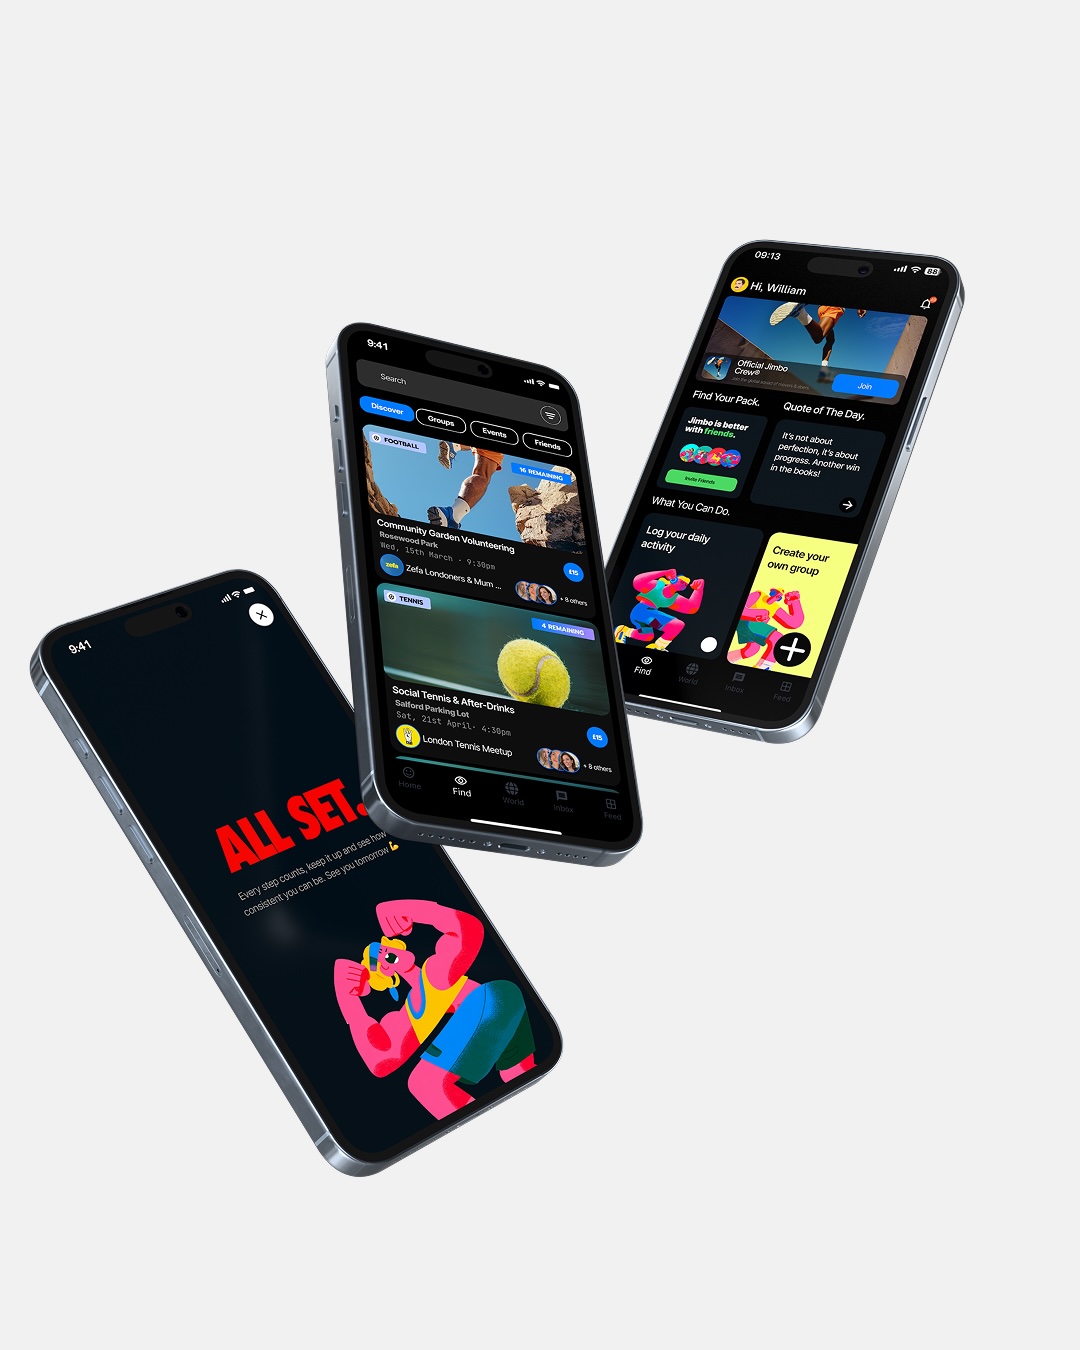 09:13
88
Hi, William
Official Jimbo
Crew®
Join
Find Your Pack.
Quote of The Day.
Jimbo is better
with friends.
Invite Friends
It's not about
perfection, it's about
progress. Another win
in the books!
What You Can Do.
Log your daily
activity
Create your
own group
Find
World
Inbox
Feed
9:41
Search
Discover
Groups
Events
Friends
FOOTBALL
16 REMAINING
Community Garden Volunteering
Rosewood Park
Wed, 15th March · 9:30pm
£15
zefa
Zefa Londoners & Mum ...
+ 8 others
TENNIS
4 REMAINING
Social Tennis & After-Drinks
Salford Parking Lot
Sat, 21st April· 4:30pm
£15
London Tennis Meetup
+ 8 others
Home
Find
World
Inbox
Feed
9:41
ALL SET.
Every step counts, keep it up and see how
consistent you can be. See you tomorrow 💪